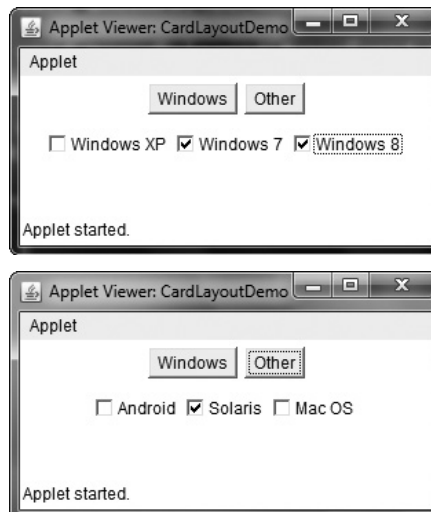 Applet Viewer: CardLayoutDemo
Applet
Windows Other
Windows XP Windows 7 Windows 8
Applet started.
Applet Viewer: CardLayoutDemo
Applet
Windows Other
Android Solaris Mac OS
Applet started.